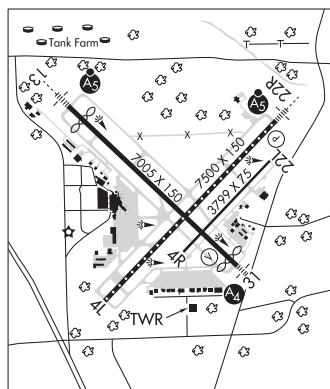 Tank Farm
T
T
A5
13
A5
22R
P
X
X
X
7005 X 150
7500 X 150
22L
3799 X 75
4R
V
31
4L
A4
TWR